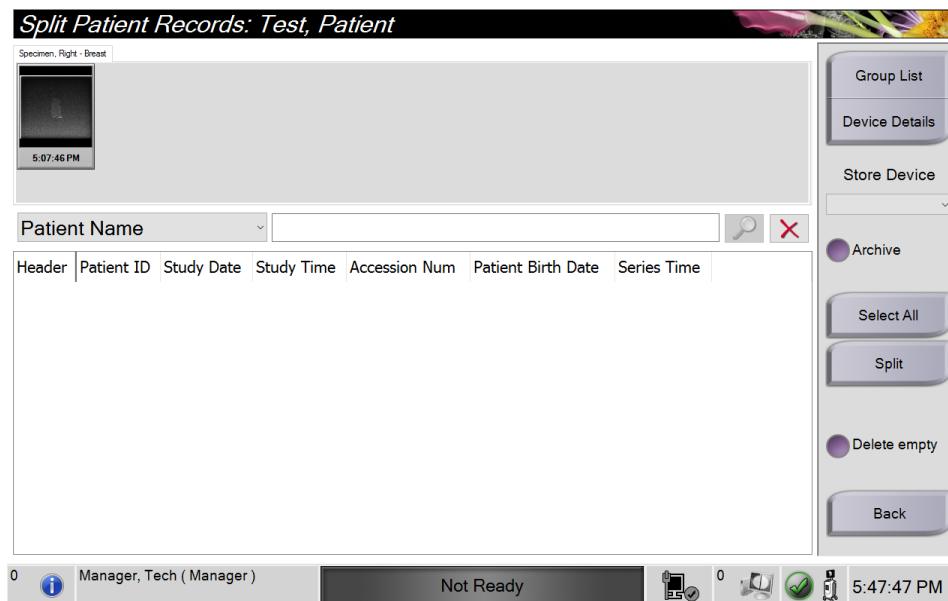 Split Patient Records: Test, Patient
Specimen, Right - Breast
5:07:46 PM
Group List
Device Details
Store Device
Archive
Select All
Split
Delete empty
Back
Patient Name
Header Patient ID Study Date Study Time Accession Num Patient Birth Date Series Time
0 Manager, Tech ( Manager ) Not Ready 0 5:47:47 PM